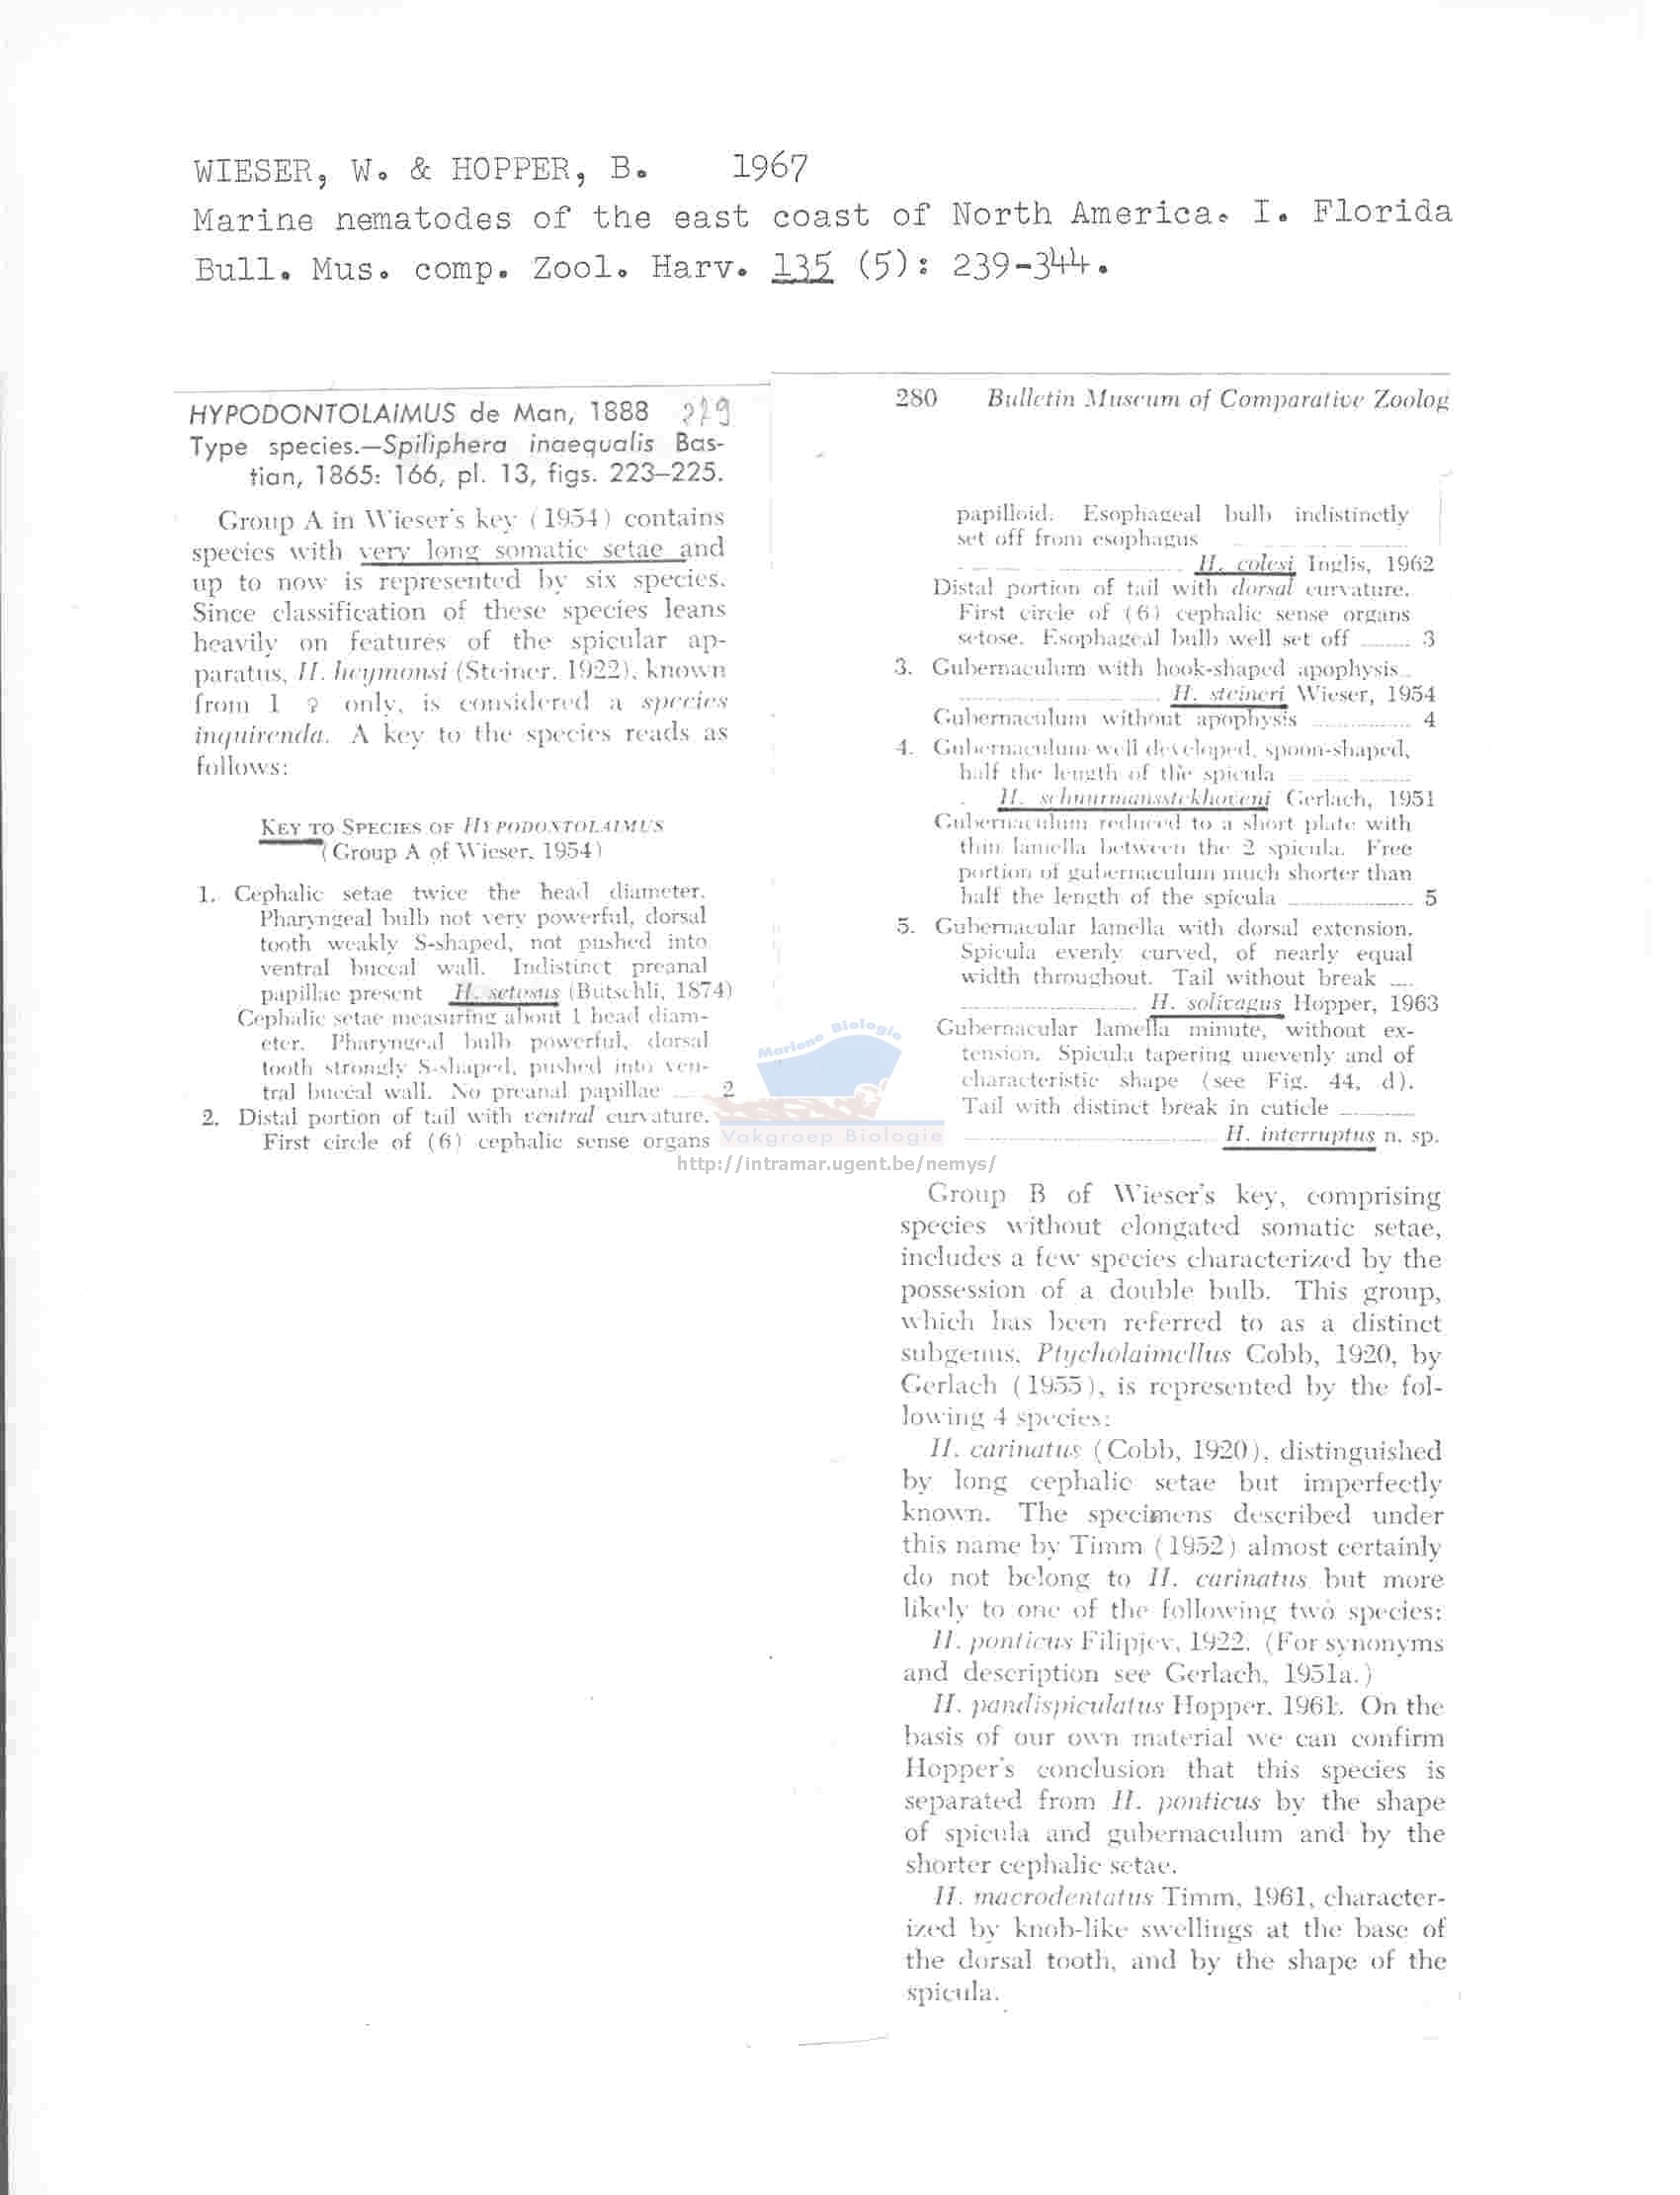 WIESER, W. & HOPPER, B. 1967
Marine nematodes of the east coast of North America. I. Florida
Bull. Mus. comp. Zool. Harv. 135 (5): 239-344.
HYPODONTOLAIMUS de Man, 1888
Type species.—Spiliphera inaequalis Bas-
tian, 1865: 166, pl. 13, figs. 223–225.
Group A in Wieser's key (1954) contains
species with very long somatic setae and
up to now is represented by six species.
Since classification of these species leans
heavily on features of the spicular ap-
paratus, H. heymonsi (Steiner, 1922), known
from 1 ♀ only, is considered a species
inquirenda. A key to the species reads as
follows:
KEY TO SPECIES OF HYPODONTOLAIMUS
(Group A of Wieser, 1954)
1. Cephalic setae twice the head diameter.
Pharyngeal bulb not very powerful, dorsal
tooth weakly S-shaped, not pushed into
ventral buccal wall. Indistinct preanal
papillae present H. setosus (Bütschli, 1874)
Cephalic setae measuring about 1 head diam-
eter. Pharyngeal bulb powerful, dorsal
tooth strongly S-shaped, pushed into ven-
tral buccal wall. No preanal papillae 2
2. Distal portion of tail with ventral curvature.
First circle of (6) cephalic sense organs
280 Bulletin Museum of Comparative Zoolog
papilloid. Esophageal bulb indistinctly
set off from esophagus
H. colesi Inglis, 1962
Distal portion of tail with dorsal curvature.
First circle of (6) cephalic sense organs
setose. Esophageal bulb well set off 3
3. Gubernaculum with hook-shaped apophysis
H. steineri Wieser, 1954
Gubernaculum without apophysis 4
4. Gubernaculum well developed, spoon-shaped,
half the length of the spicula
H. schuurmansstekhoveni Gerlach, 1951
Gubernaculum reduced to a short plate with
thin lamella between the 2 spicula. Free
portion of gubernaculum much shorter than
half the length of the spicula 5
5. Gubernacular lamella with dorsal extension.
Spicula evenly curved, of nearly equal
width throughout. Tail without break
H. solivagus Hopper, 1963
Gubernacular lamella minute, without ex-
tension. Spicula tapering unevenly and of
characteristic shape (see Fig. 44, d).
Tail with distinct break in cuticle
H. interruptus n. sp.
Group B of Wieser's key, comprising
species without elongated somatic setae,
includes a few species characterized by the
possession of a double bulb. This group,
which has been referred to as a distinct
subgenus, Ptycholaimellus Cobb, 1920, by
Gerlach (1955), is represented by the fol-
lowing 4 species:
H. carinatus (Cobb, 1920), distinguished
by long cephalic setae but imperfectly
known. The specimens described under
this name by Timm (1952) almost certainly
do not belong to H. carinatus but more
likely to one of the following two species:
H. ponticus Filipjev, 1922. (For synonyms
and description see Gerlach, 1951a.)
H. pandispiculatus Hopper, 1961. On the
basis of our own material we can confirm
Hopper's conclusion that this species is
separated from H. ponticus by the shape
of spicula and gubernaculum and by the
shorter cephalic setae.
H. macrodentatus Timm, 1961, character-
ized by knob-like swellings at the base of
the dorsal tooth, and by the shape of the
spicula.
Mariene Biologie
Vakgroep Biologie
http://intramar.ugent.be/nemys/